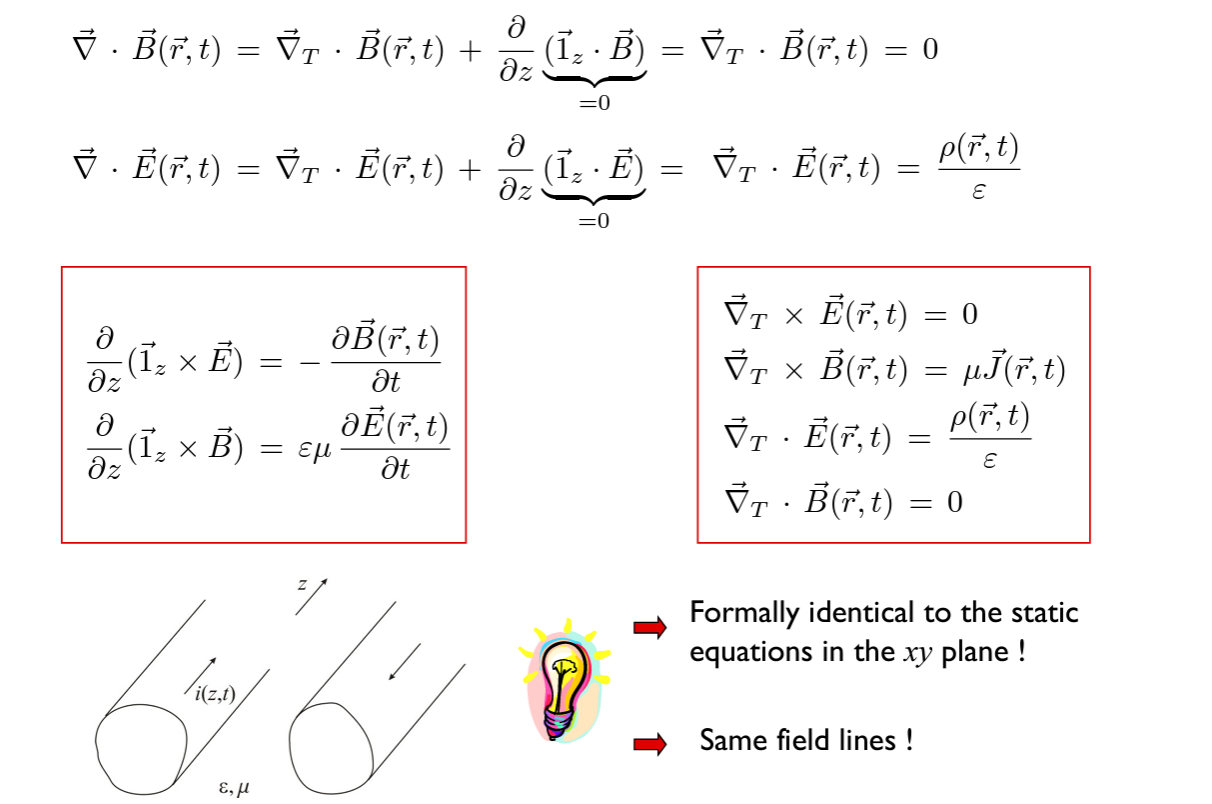 $\vec{\nabla} \cdot \vec{B}(\vec{r},t) = \vec{\nabla}_T \cdot \vec{B}(\vec{r},t) + \frac{\partial}{\partial z} \underbrace{(\vec{1}_z \cdot \vec{B})}_{=0} = \vec{\nabla}_T \cdot \vec{B}(\vec{r},t) = 0$
$\vec{\nabla} \cdot \vec{E}(\vec{r},t) = \vec{\nabla}_T \cdot \vec{E}(\vec{r},t) + \frac{\partial}{\partial z} \underbrace{(\vec{1}_z \cdot \vec{E})}_{=0} = \vec{\nabla}_T \cdot \vec{E}(\vec{r},t) = \frac{\rho(\vec{r},t)}{\varepsilon}$
$\frac{\partial}{\partial z}(\vec{1}_z \times \vec{E}) = -\frac{\partial \vec{B}(\vec{r},t)}{\partial t}$
$\frac{\partial}{\partial z}(\vec{1}_z \times \vec{B}) = \varepsilon\mu \frac{\partial \vec{E}(\vec{r},t)}{\partial t}$
$\vec{\nabla}_T \times \vec{E}(\vec{r},t) = 0$
$\vec{\nabla}_T \times \vec{B}(\vec{r},t) = \mu \vec{J}(\vec{r},t)$
$\vec{\nabla}_T \cdot \vec{E}(\vec{r},t) = \frac{\rho(\vec{r},t)}{\varepsilon}$
$\vec{\nabla}_T \cdot \vec{B}(\vec{r},t) = 0$
z
i(z,t)
ε, μ
Formally identical to the static
equations in the xy plane !
Same field lines !